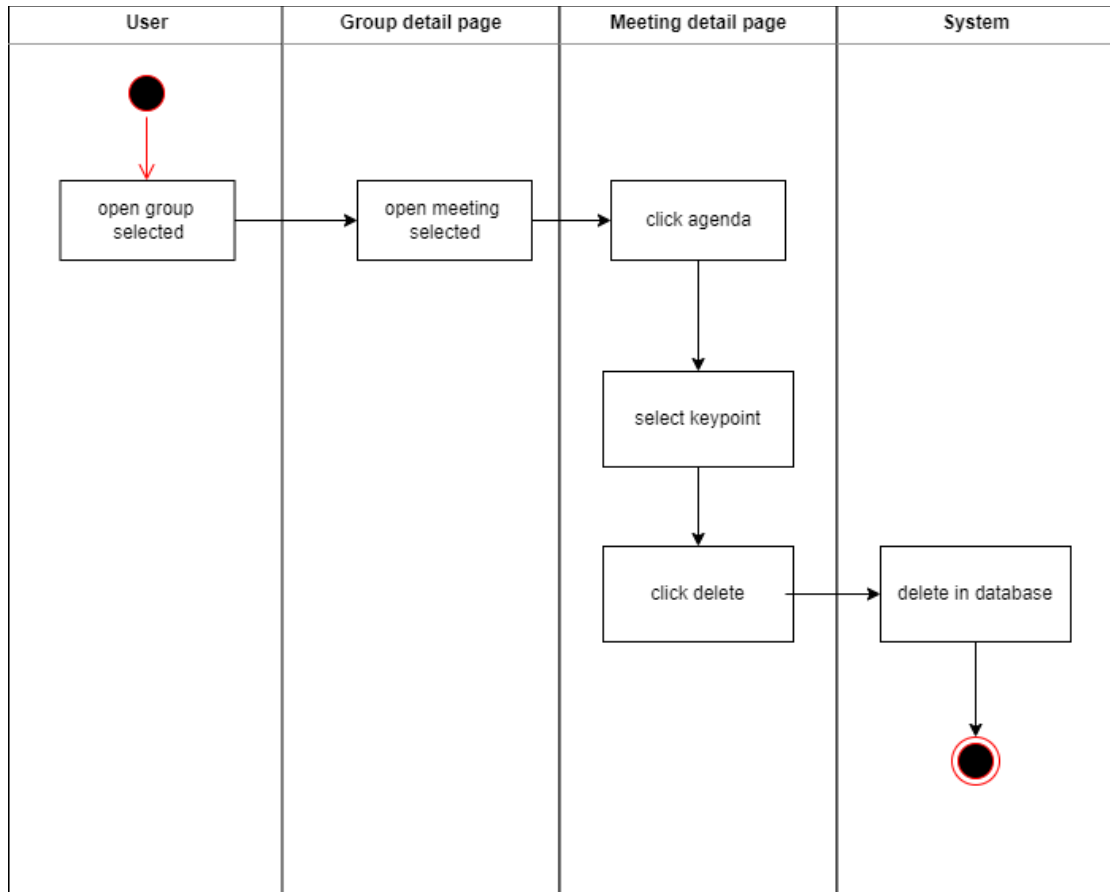 User
Group detail page
Meeting detail page
System
open group
selected
open meeting
selected
click agenda
select keypoint
click delete
delete in database